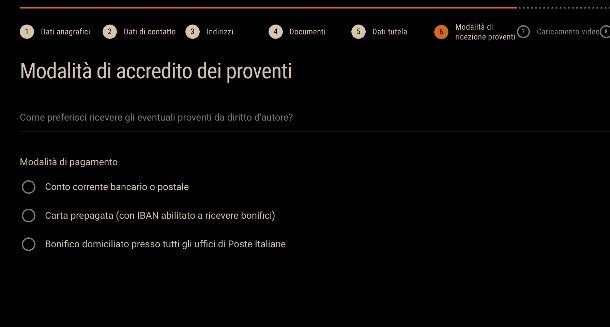 1 Dati anagrafici 2 Dati di contatto 3 Indirizzi 4 Documenti 5 Dati tutela 6 Modalità di ricezione proventi 7 Caricamento video 8
Modalità di accredito dei proventi
Come preferisci ricevere gli eventuali proventi da diritto d'autore?
Modalità di pagamento
Conto corrente bancario o postale
Carta prepagata (con IBAN abilitato a ricevere bonifici)
Bonifico domiciliato presso tutti gli uffici di Poste Italiane